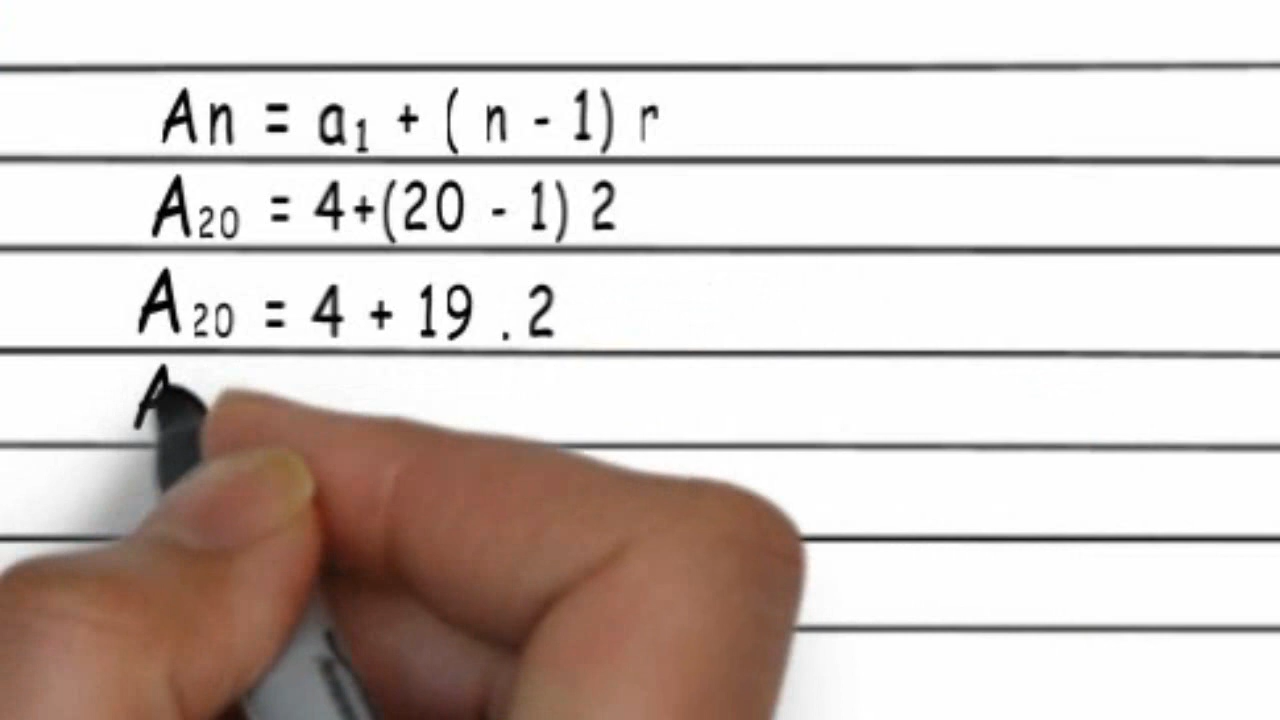 An = a₁ + ( n - 1) r
A₂₀ = 4+(20 - 1) 2
A₂₀ = 4 + 19 . 2
A